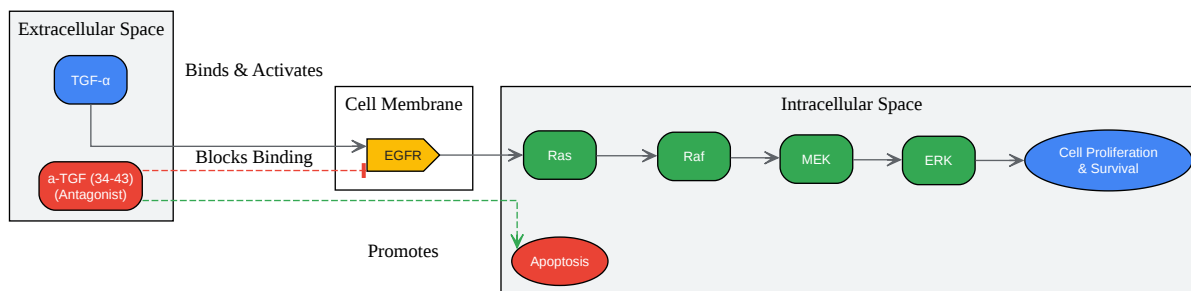 Extracellular Space
TGF-α
Binds & Activates
Cell Membrane
Intracellular Space
EGFR
Ras
Raf
MEK
ERK
Cell Proliferation
& Survival
Blocks Binding
a-TGF (34-43)
(Antagonist)
Promotes
Apoptosis